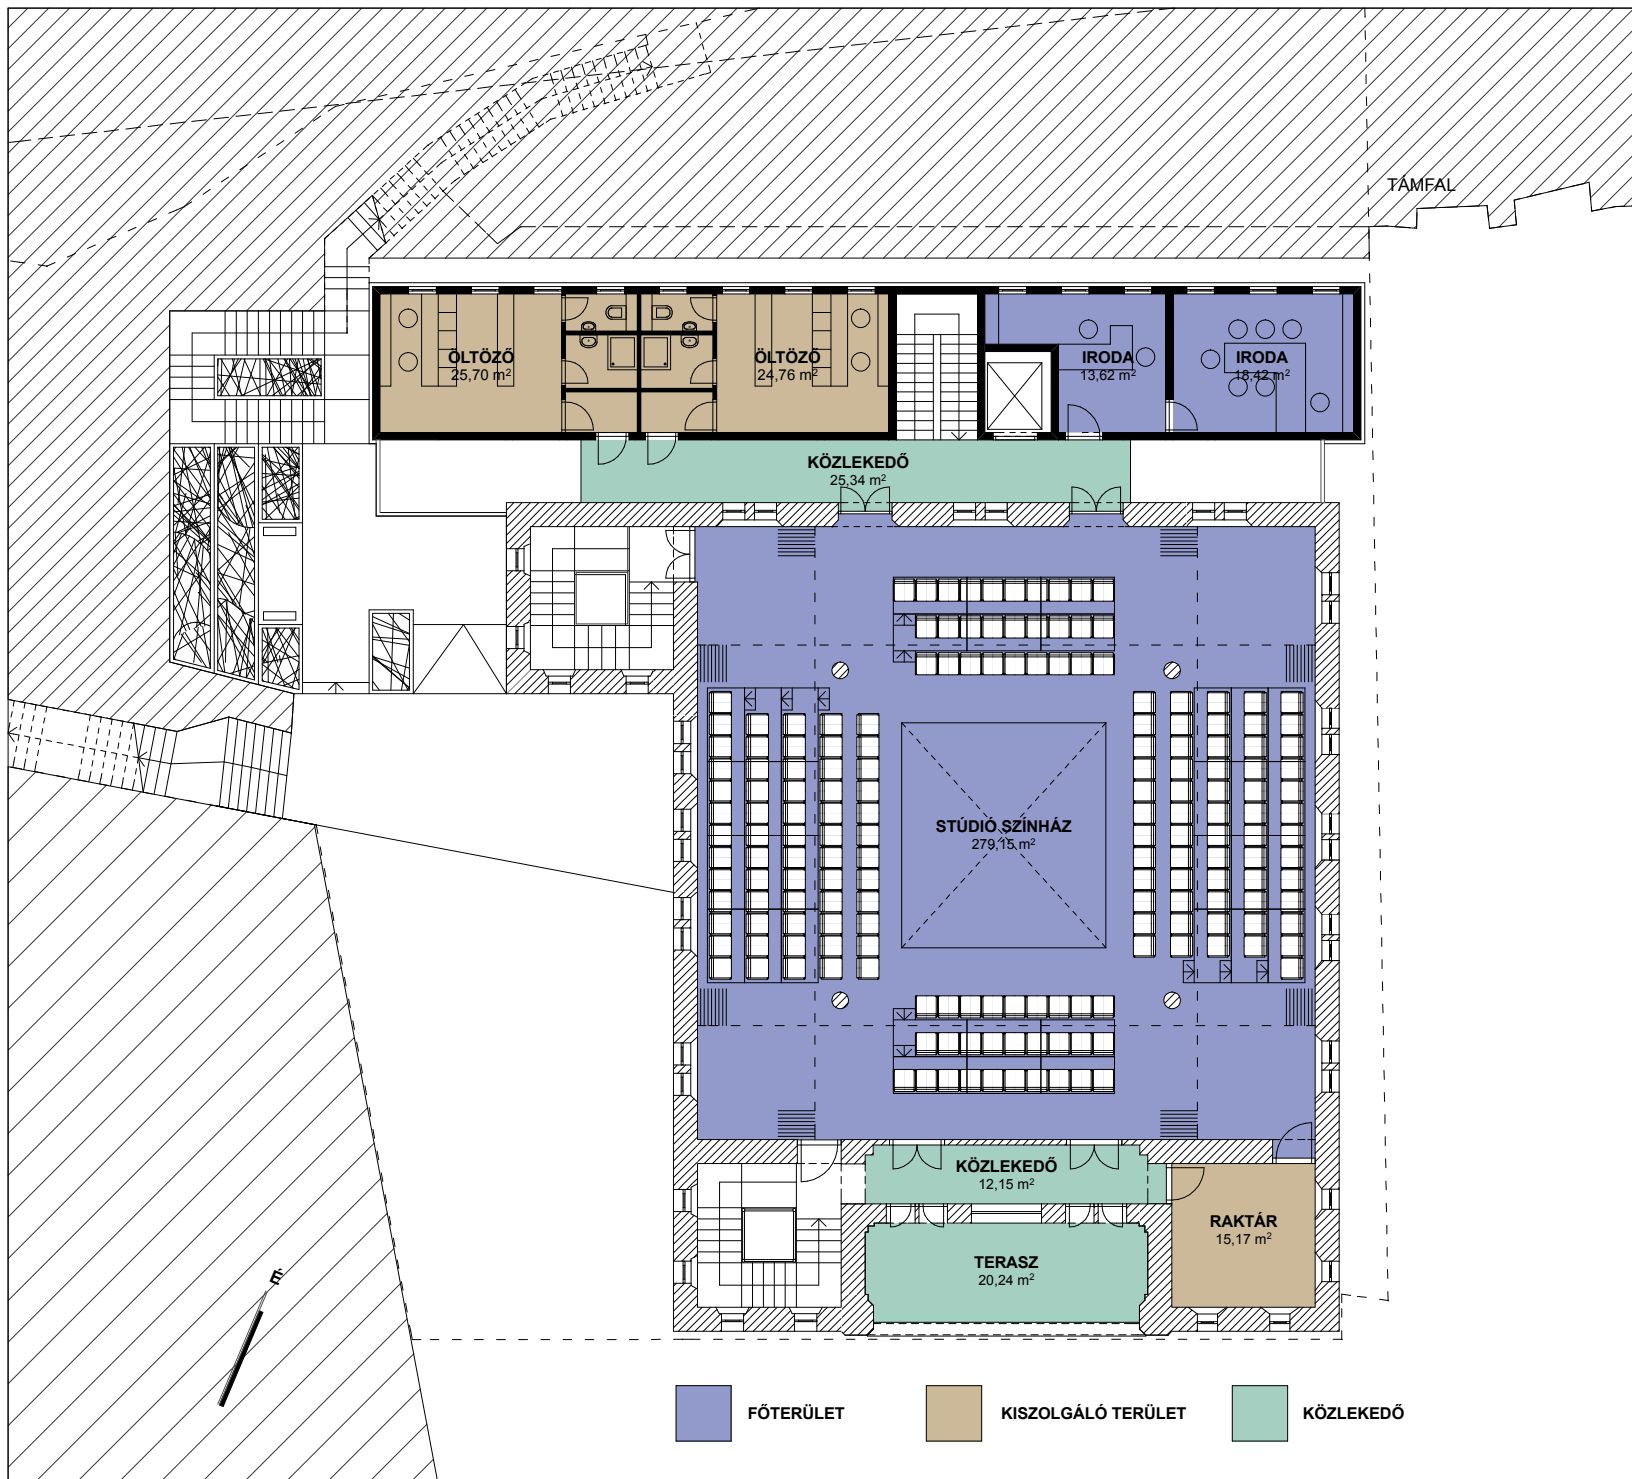 TÁMFAL
ÖLTÖZŐ
25,70 m²
ÖLTÖZŐ
24,76 m²
IRODA
13,62 m²
IRODA
18,42 m²
KÖZLEKEDŐ
25,34 m²
STÚDIÓ SZÍNHÁZ
279,15 m²
KÖZLEKEDŐ
12,15 m²
RAKTÁR
15,17 m²
TERASZ
20,24 m²
É
FŐTERÜLET
KISZOLGÁLÓ TERÜLET
KÖZLEKEDŐ